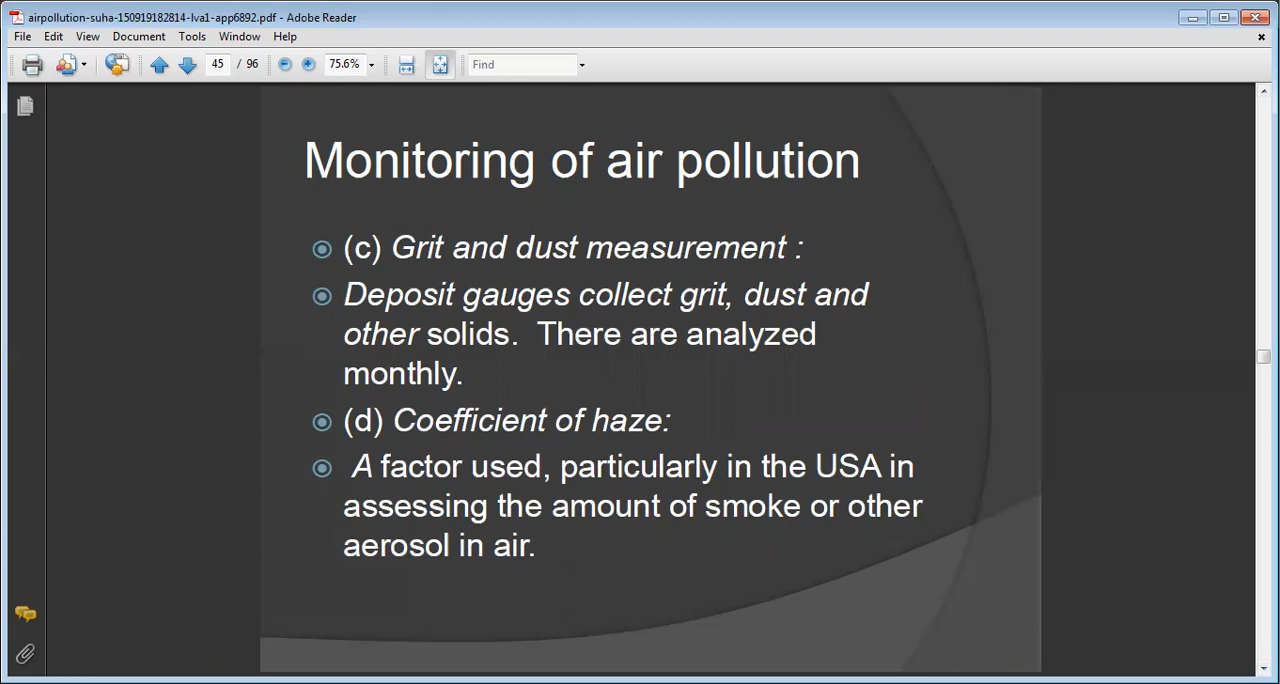 airpollution-suha-150919182814-lva1-app6892.pdf - Adobe Reader
File Edit View Document Tools Window Help
45 / 96 75.6% Find
Monitoring of air pollution
(c) Grit and dust measurement :
Deposit gauges collect grit, dust and
other solids. There are analyzed
monthly.
(d) Coefficient of haze:
A factor used, particularly in the USA in
assessing the amount of smoke or other
aerosol in air.